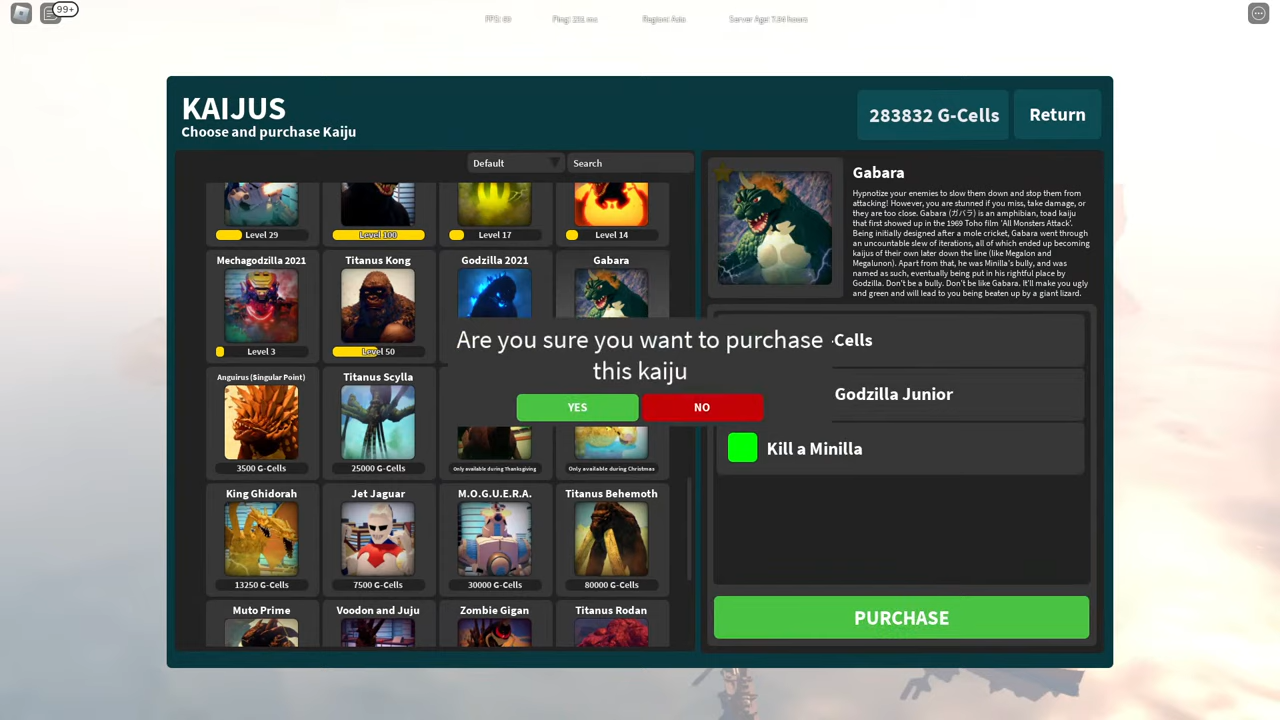 99+
FPS: 60
Server Age: 7.34 hours
KAIJUS
Choose and purchase Kaiju
283832 G-Cells
Return
Default
Search
Level 29
Level 100
Level 17
Level 14
Mechagodzilla 2021
Titanus Kong
Godzilla 2021
Gabara
Level 3
Level 50
Anguirus (Singular Point)
Titanus Scylla
3500 G-Cells
25000 G-Cells
Only available during Thanksgiving
Only available during Christmas
King Ghidorah
Jet Jaguar
M.O.G.U.E.R.A.
Titanus Behemoth
13250 G-Cells
7500 G-Cells
30000 G-Cells
80000 G-Cells
Muto Prime
Voodon and Juju
Zombie Gigan
Titanus Rodan
Gabara
Hypnotize your enemies to slow them down and stop them from
attacking! However, you are stunned if you miss, take damage, or
they are too close. Gabara (ガバラ) is an amphibian, toad kaiju
that first showed up in the 1969 Toho film 'All Monsters Attack'.
Being initially designed after a mole cricket, Gabara went through
an uncountable slew of iterations, all of which ended up becoming
kaijus of their own later down the line (like Megalon and
Megalunon). Apart from that, he was Minilla's bully, and was
named as such, eventually being put in his rightful place by
Godzilla. Don't be a bully. Don't be like Gabara. It'll make you ugly
and green and will lead to you being beaten up by a giant lizard.
Are you sure you want to purchase
this kaiju
YES
NO
-Cells
Godzilla Junior
Kill a Minilla
PURCHASE